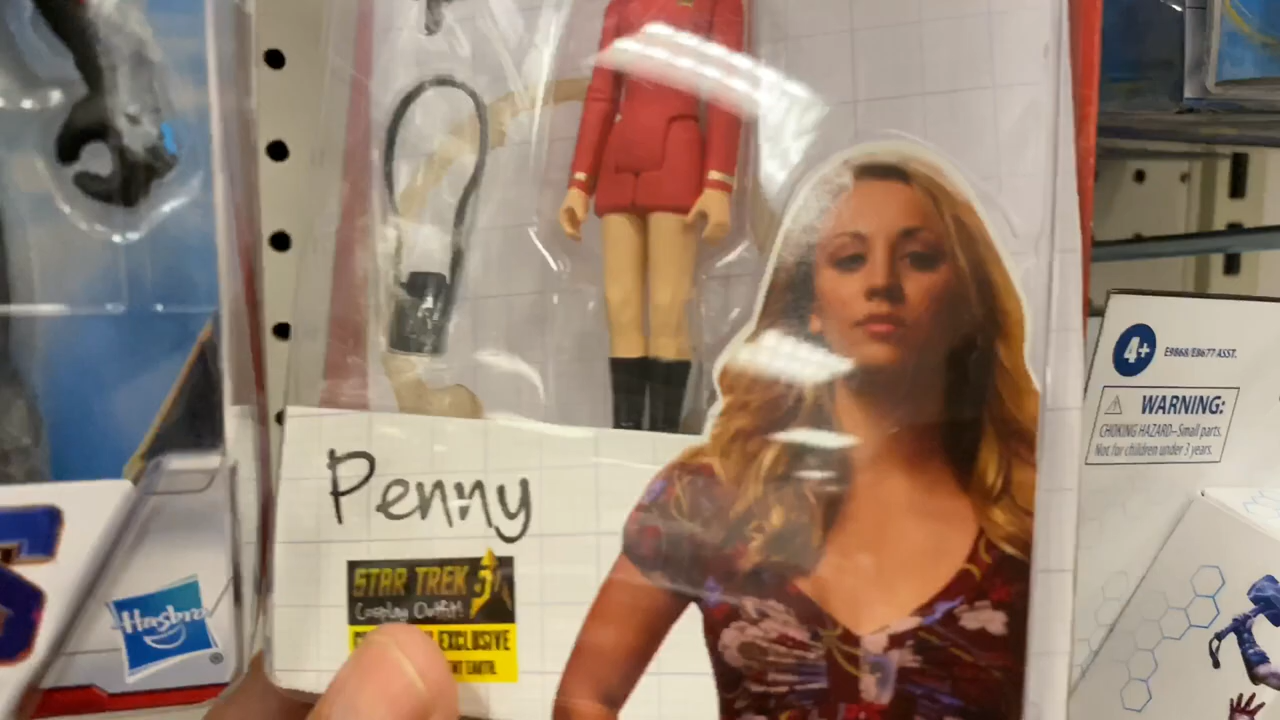 Penny
STAR TREK
Cosplay Outfit!
EXCLUSIVE
EARTH.
Hasbro
4+
E9868/E8677 ASST.
WARNING:
CHOKING HAZARD–Small parts.
Not for children under 3 years.